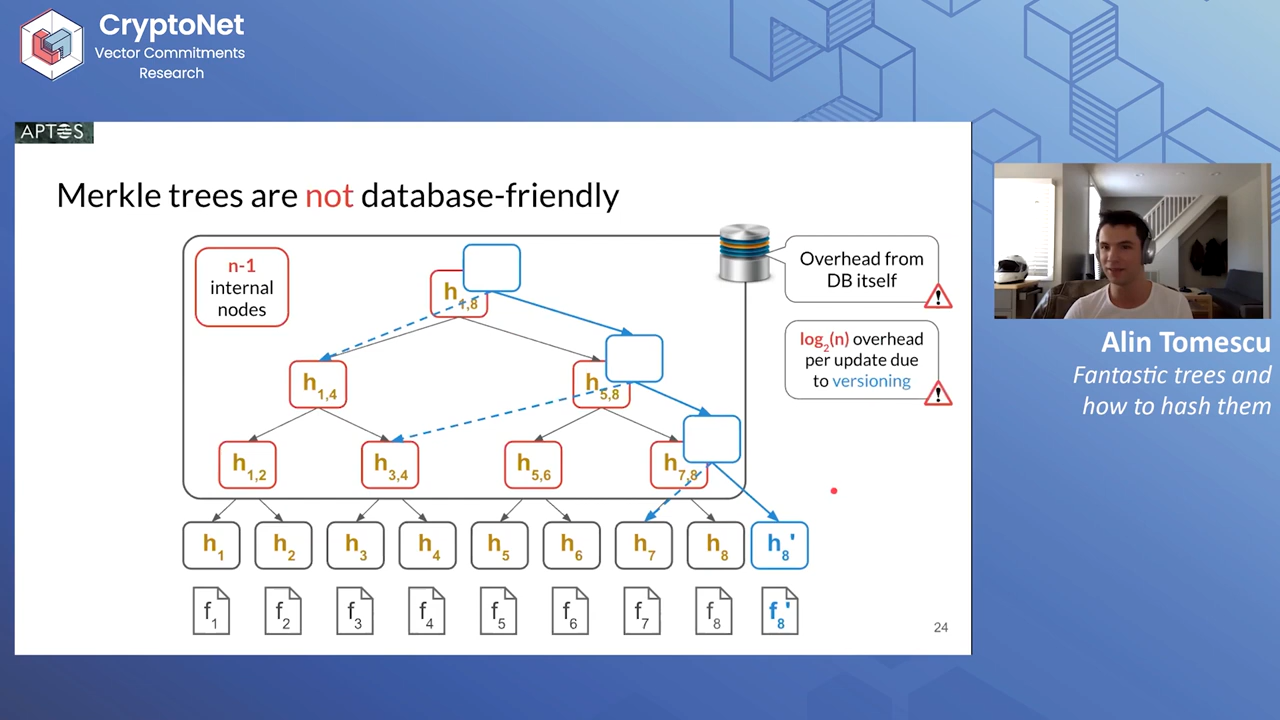 CryptoNet
Vector Commitments
Research
APTOS
Merkle trees are not database-friendly
n-1
internal
nodes
h1,8
Overhead from
DB itself
log2(n) overhead
per update due
to versioning
h1,4
h5,8
h1,2
h3,4
h5,6
h7,8
h1
h2
h3
h4
h5
h6
h7
h8
h8'
f1
f2
f3
f4
f5
f6
f7
f8
f8'
24
Alin Tomescu
Fantastic trees and
how to hash them